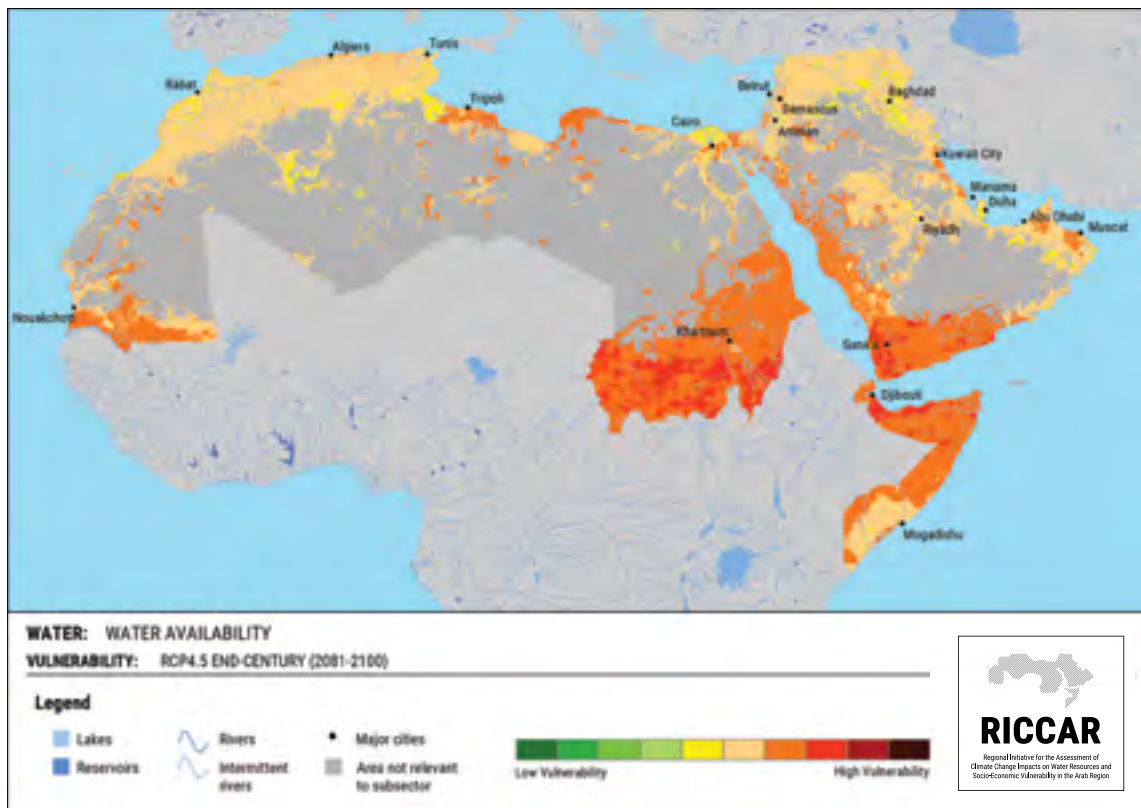 Algiers
Tunis
Rabat
Tripoli
Beirut
Damascus
Baghdad
Cairo
Amman
Kuwait City
Manama
Doha
Abu Dhabi
Riyadh
Muscat
Nouakchott
Khartoum
Sana'a
Djibouti
Mogadishu
WATER: WATER AVAILABILITY
VULNERABILITY: RCP4.5 END-CENTURY (2081-2100)
Legend
Lakes
Rivers
Major cities
Reservoirs
Intermittent
rivers
Area not relevant
to subsector
Low Vulnerability
High Vulnerability
RICCAR
Regional Initiative for the Assessment of
Climate Change Impacts on Water Resources and
Socio-Economic Vulnerability in the Arab Region